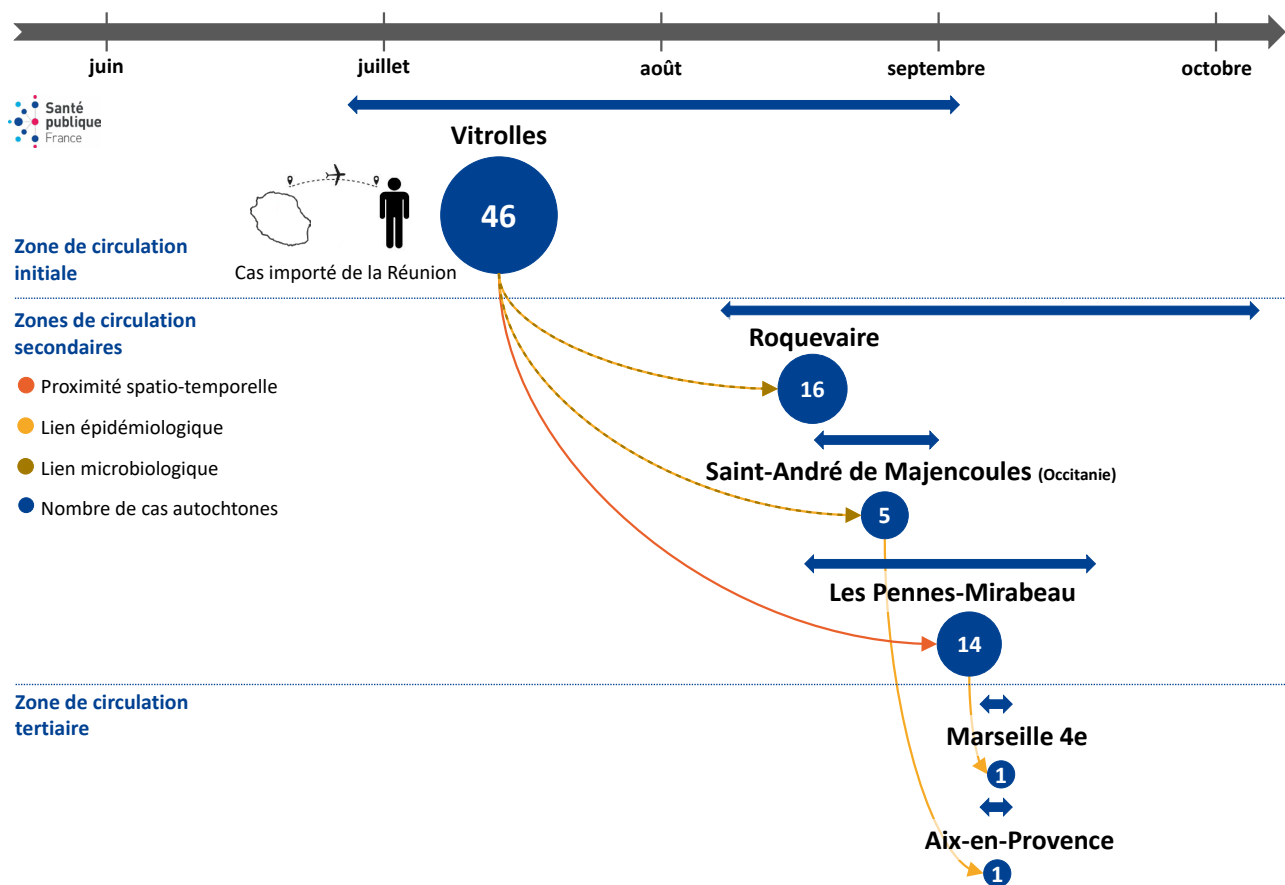 juin
juillet
août
septembre
octobre
Santé
publique
France
Vitrolles
46
Cas importé de la Réunion
Zone de circulation
initiale
Zones de circulation
secondaires
Proximité spatio-temporelle
Lien épidémiologique
Lien microbiologique
Nombre de cas autochtones
Roquevaire
16
Saint-André de Majencoules (Occitanie)
5
Les Pennes-Mirabeau
14
Zone de circulation
tertiaire
Marseille 4e
1
Aix-en-Provence
1